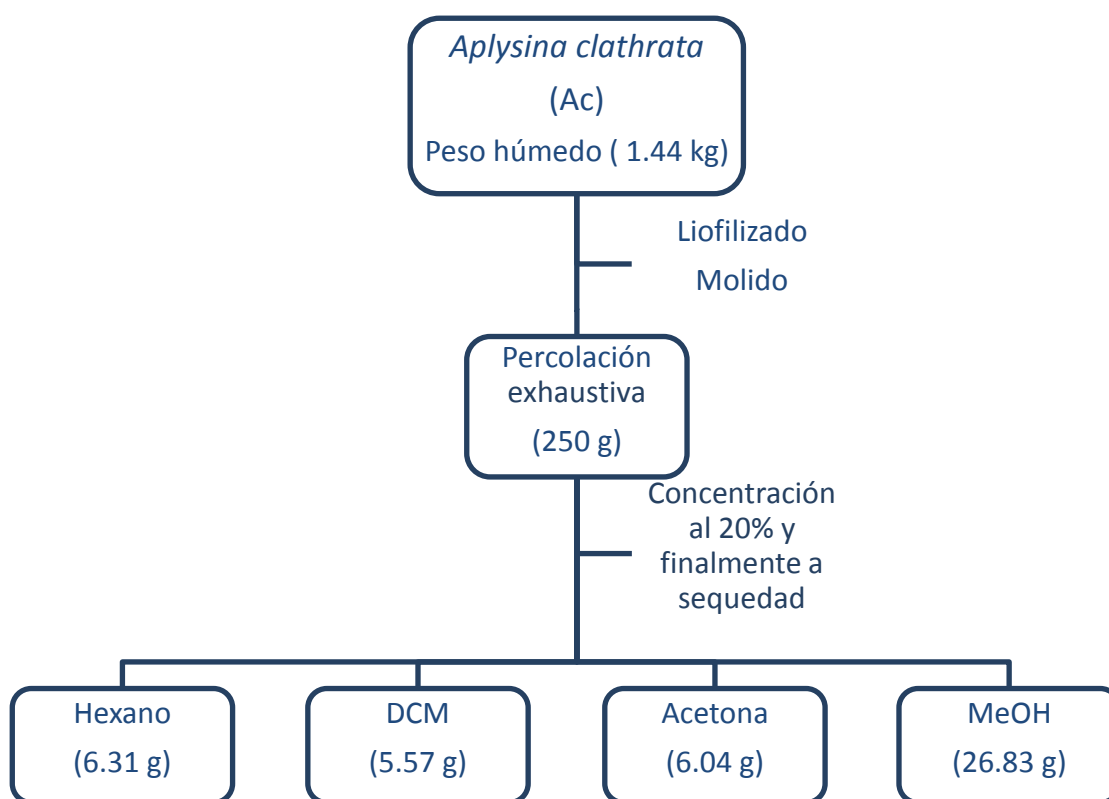 Aplysina clathrata
(Ac)
Peso húmedo ( 1.44 kg)
Liofilizado
Molido
Percolación
exhaustiva
(250 g)
Concentración
al 20% y
finalmente a
sequedad
Hexano
(6.31 g)
DCM
(5.57 g)
Acetona
(6.04 g)
MeOH
(26.83 g)